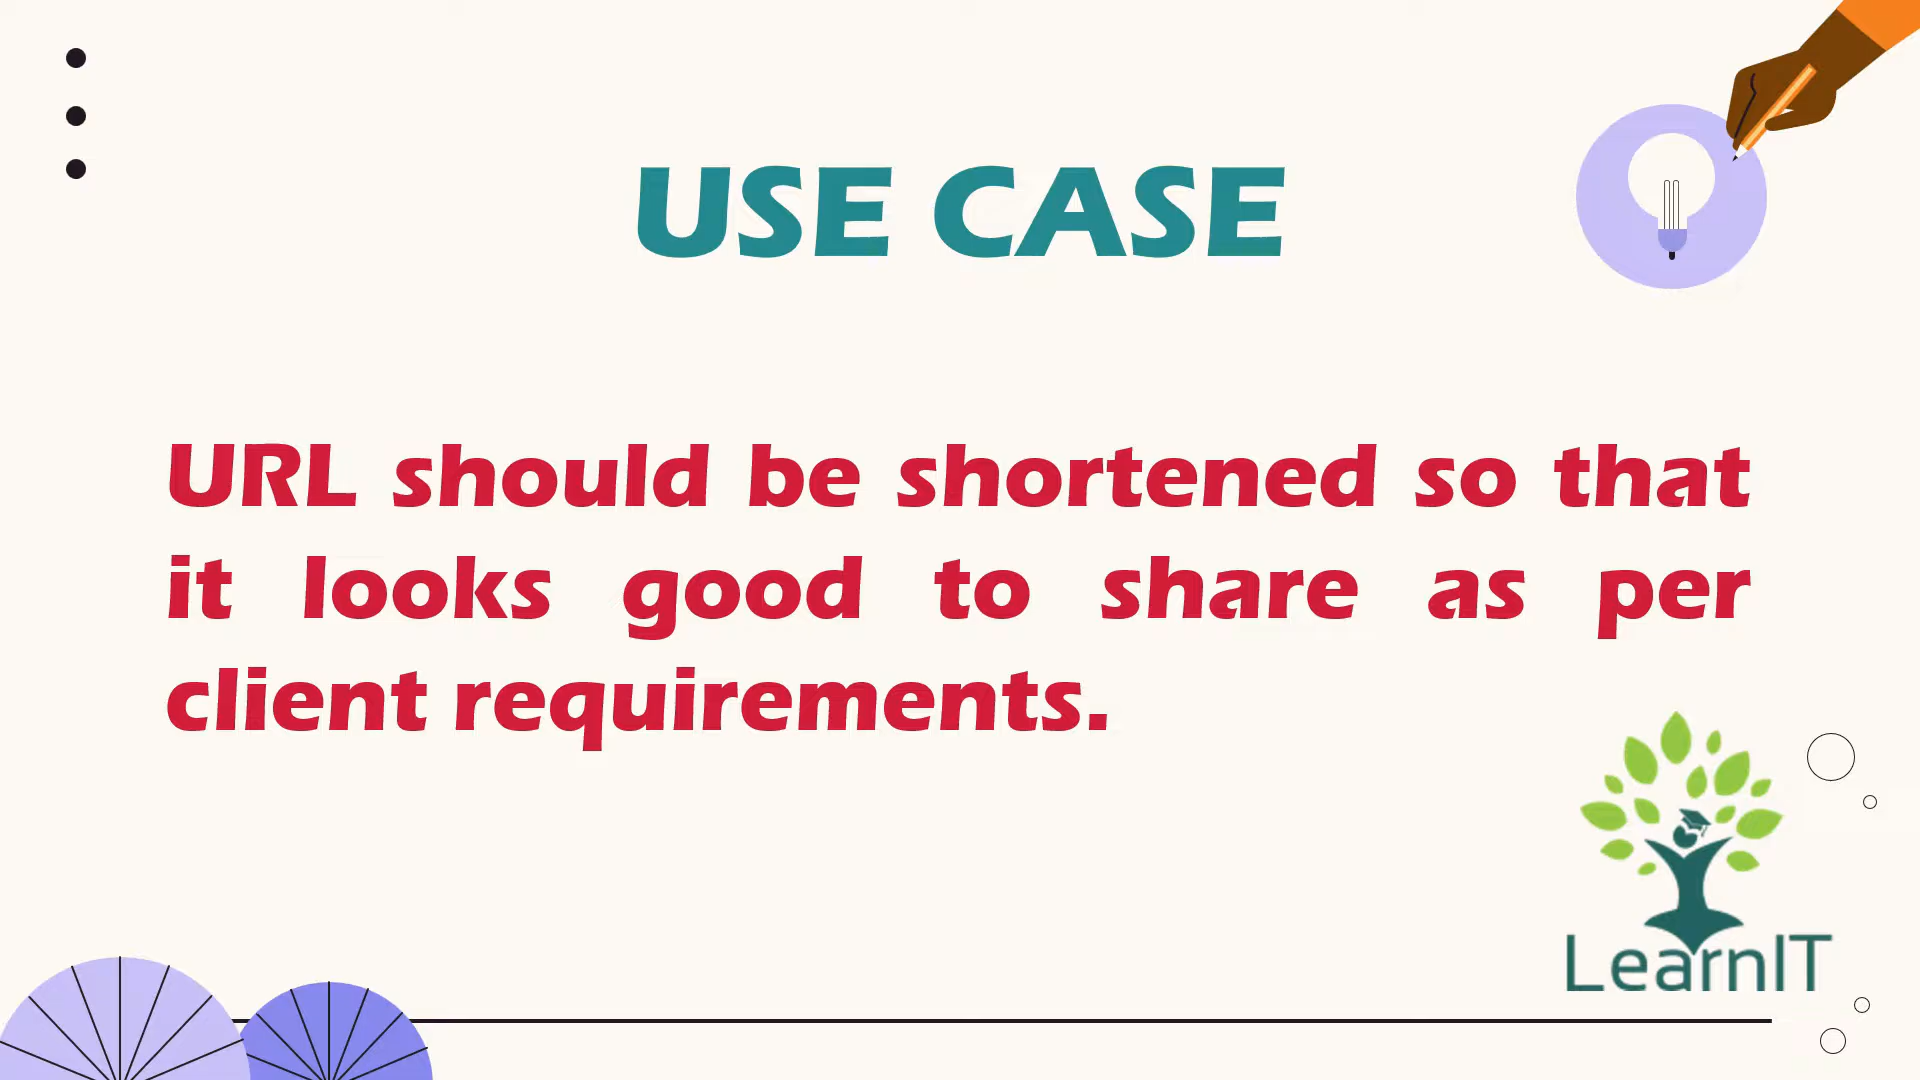 USE CASE
URL should be shortened so that
it looks good to share as per
client requirements.
LearnIT